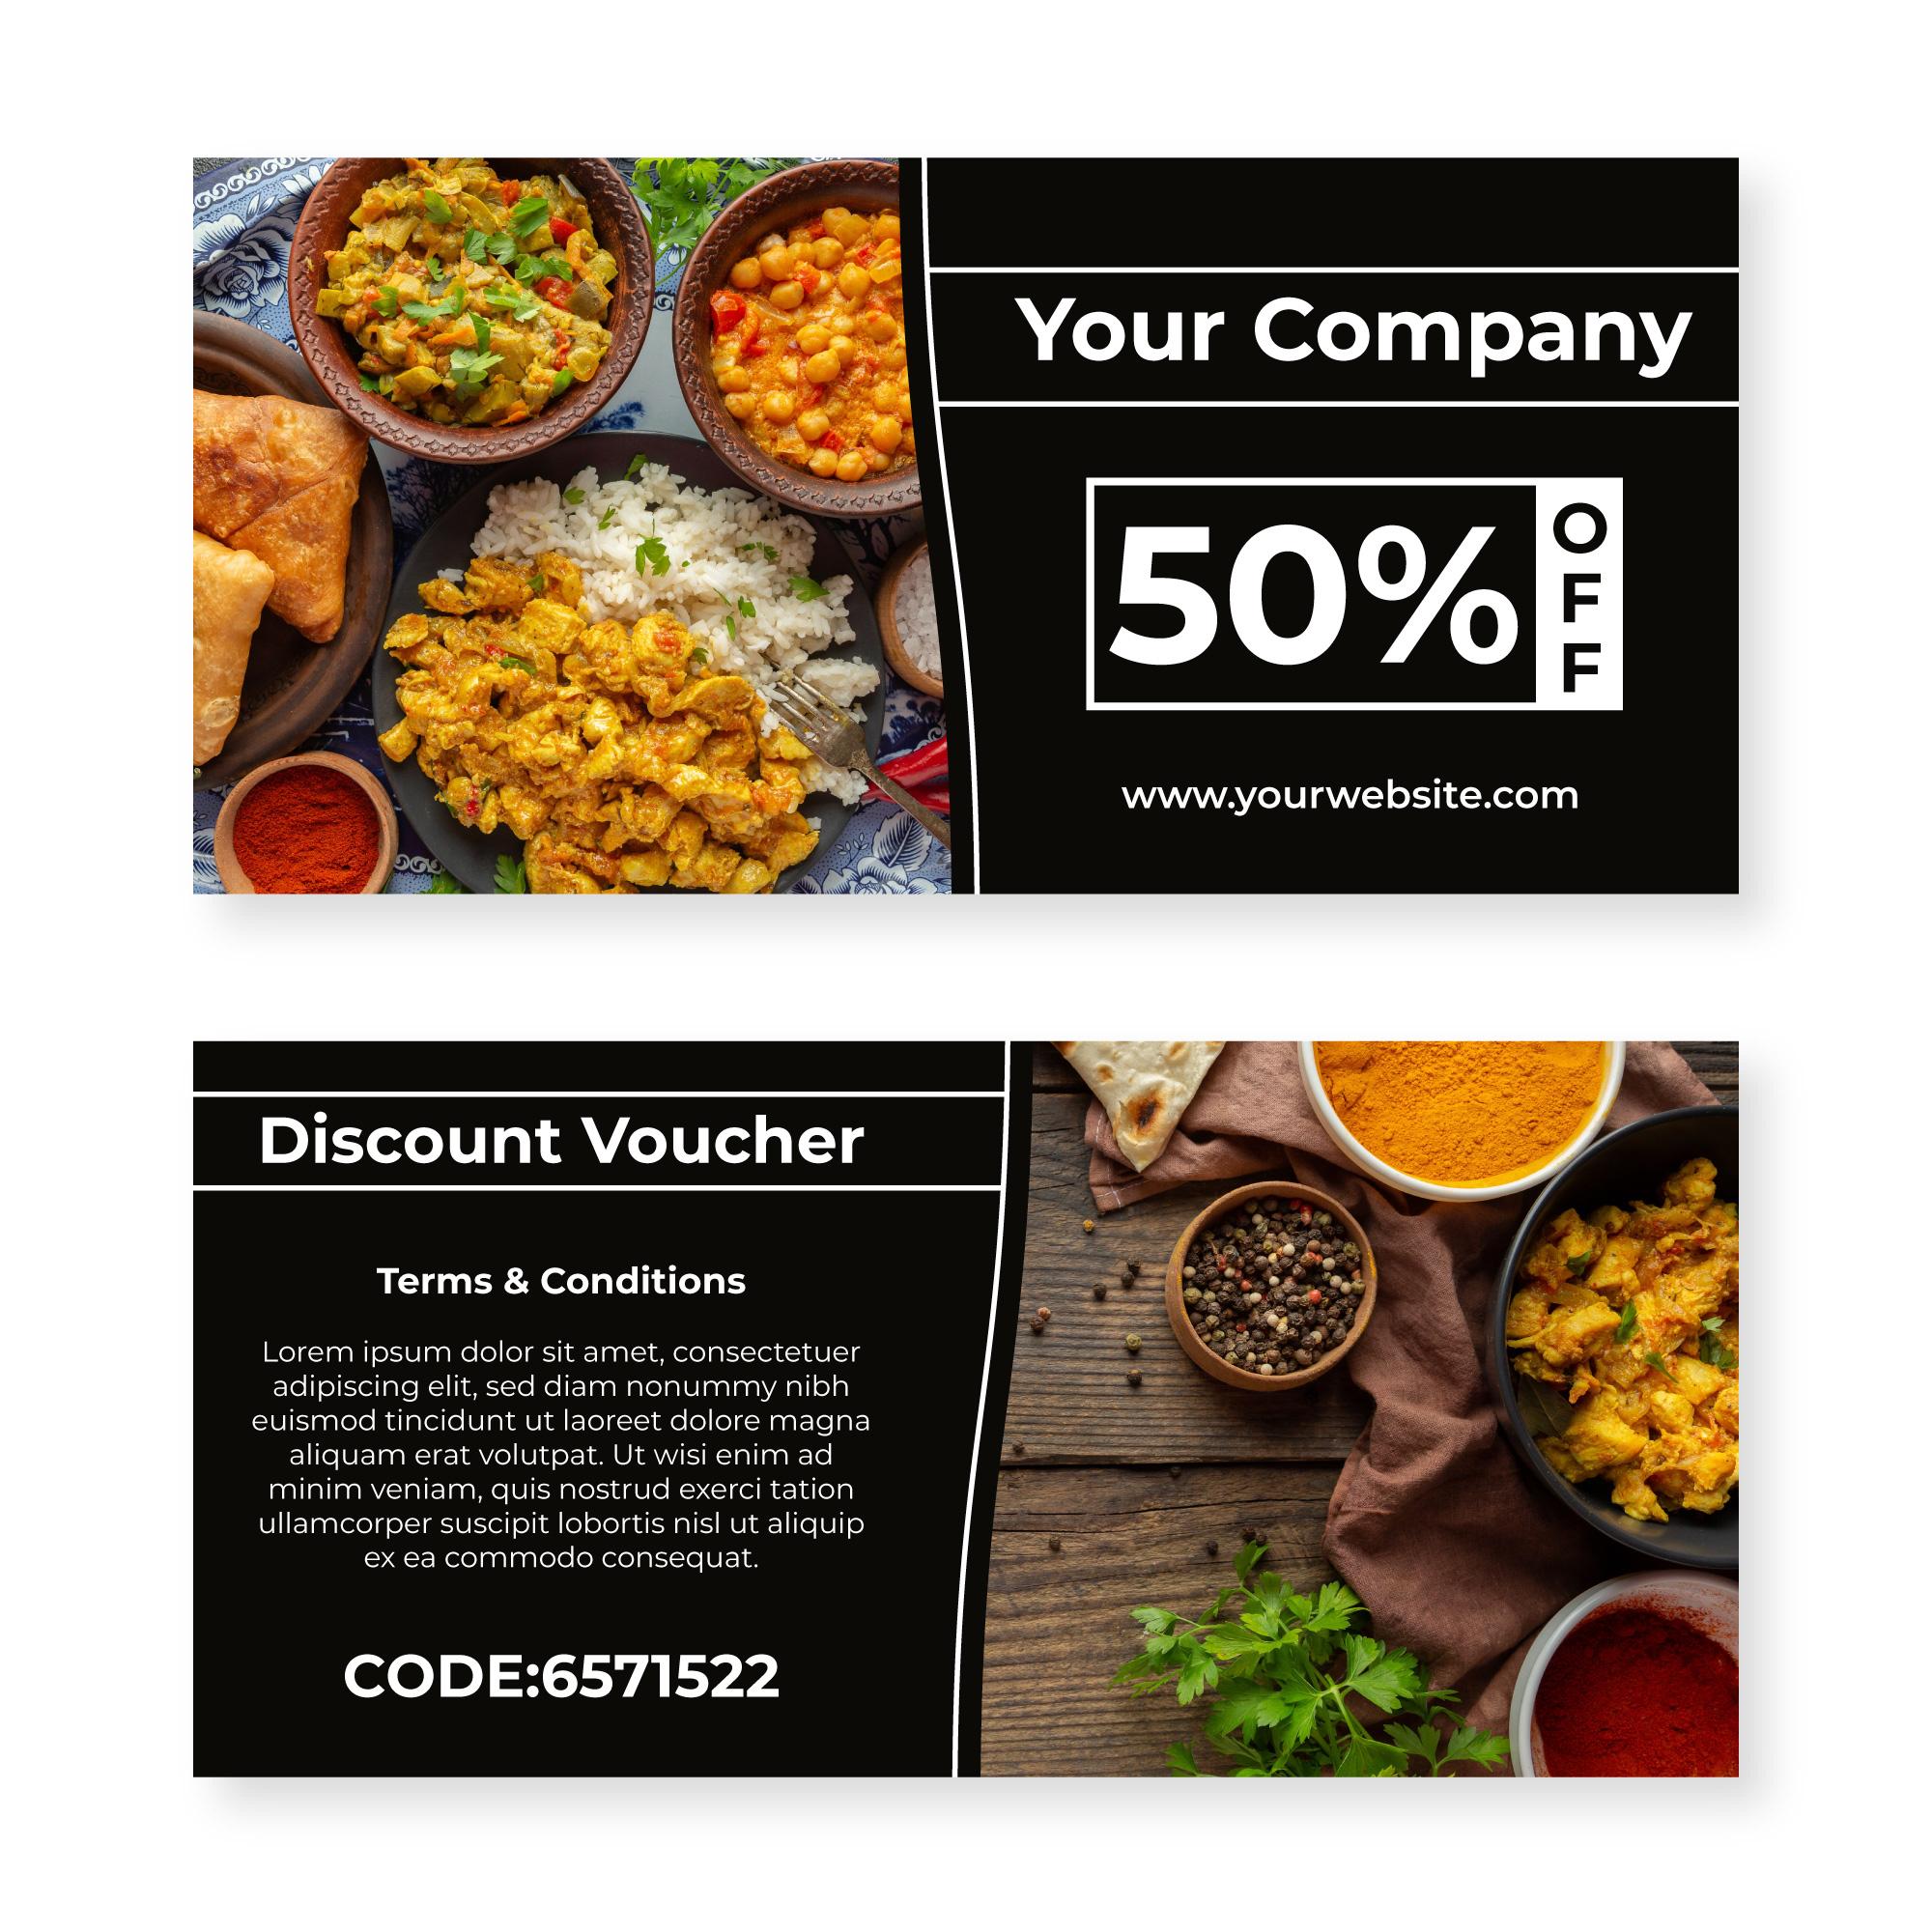 Your Company
50%
OFF
www.yourwebsite.com
Discount Voucher
Terms & Conditions
Lorem ipsum dolor sit amet, consectetuer
adipiscing elit, sed diam nonummy nibh
euismod tincidunt ut laoreet dolore magna
aliquam erat volutpat. Ut wisi enim ad
minim veniam, quis nostrud exerci tation
ullamcorper suscipit lobortis nisl ut aliquip
ex ea commodo consequat.
CODE:6571522